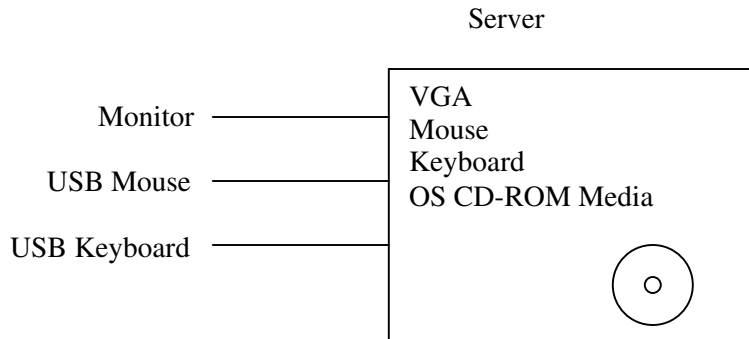 Server
Monitor
USB Mouse
USB Keyboard
VGA
Mouse
Keyboard
OS CD-ROM Media